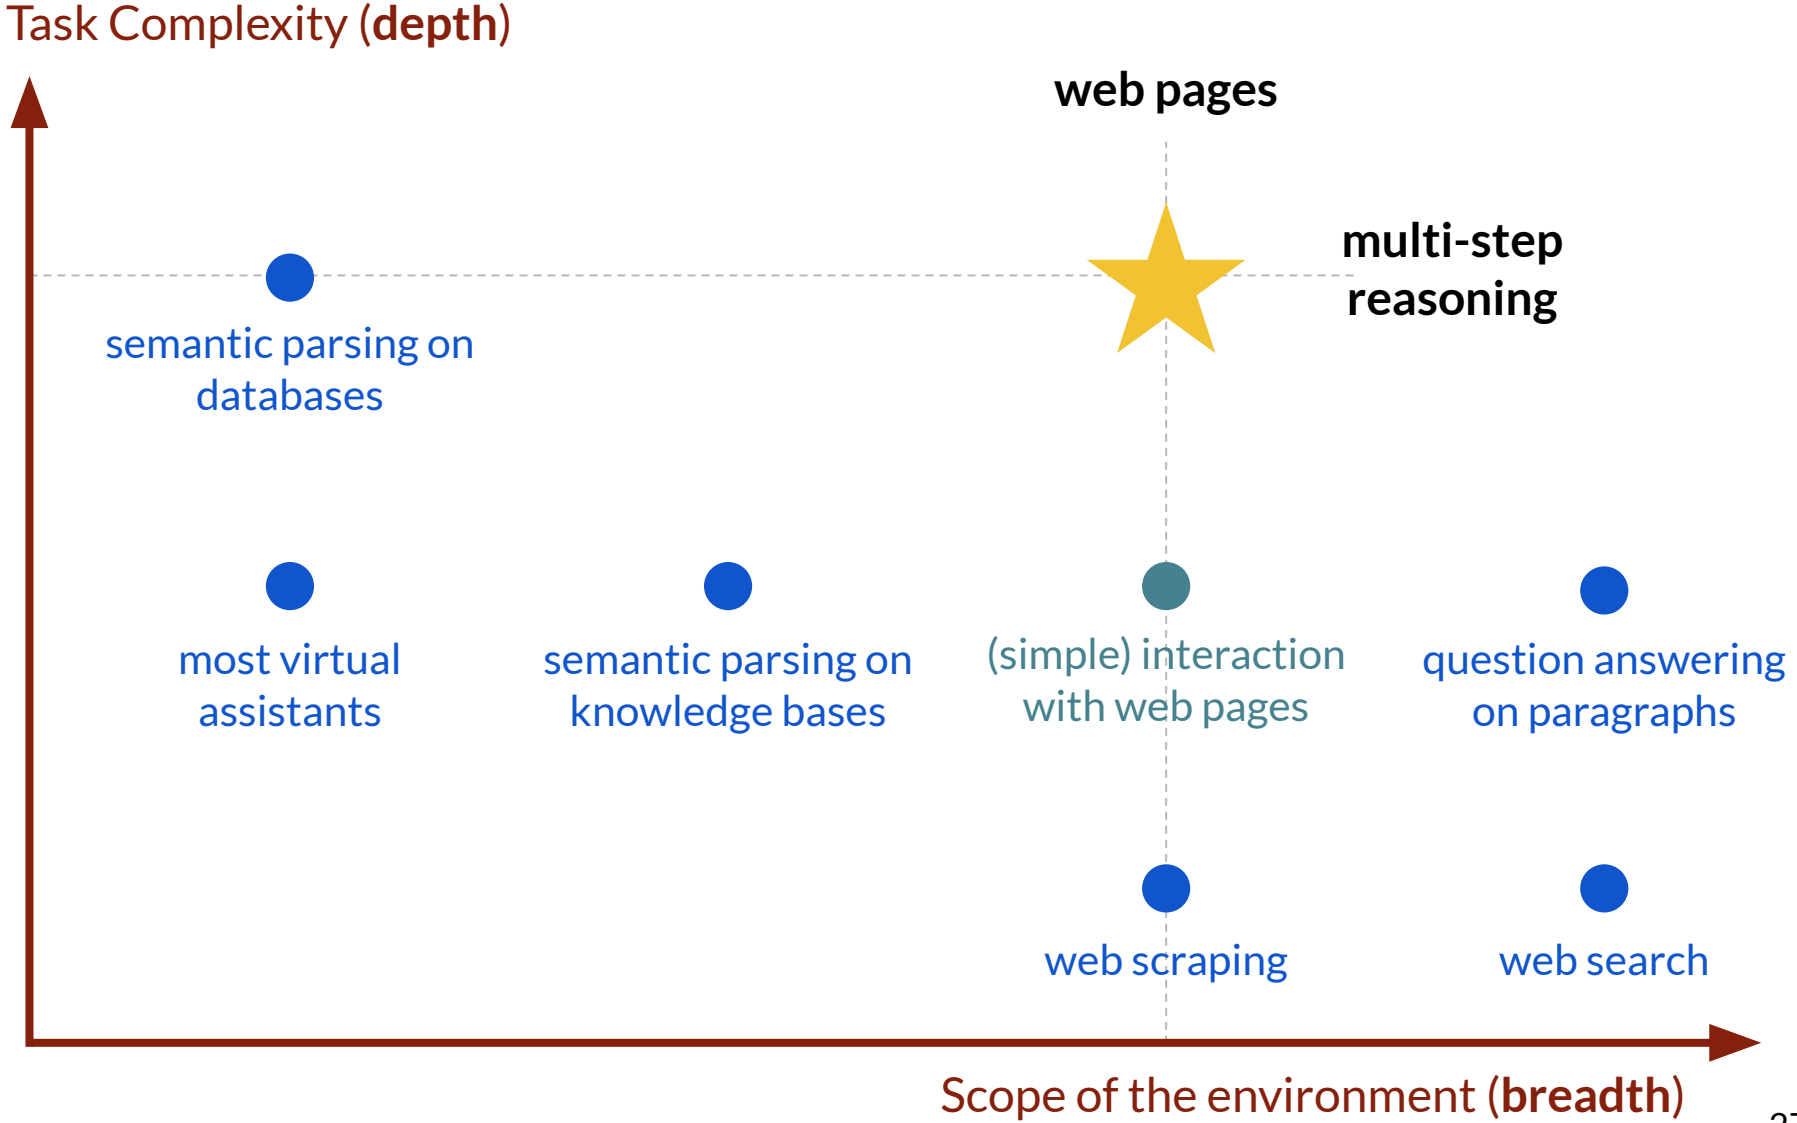 Task Complexity (depth)
web pages
multi-step
reasoning
semantic parsing on
databases
most virtual
assistants
semantic parsing on
knowledge bases
(simple) interaction
with web pages
question answering
on paragraphs
web scraping
web search
Scope of the environment (breadth)